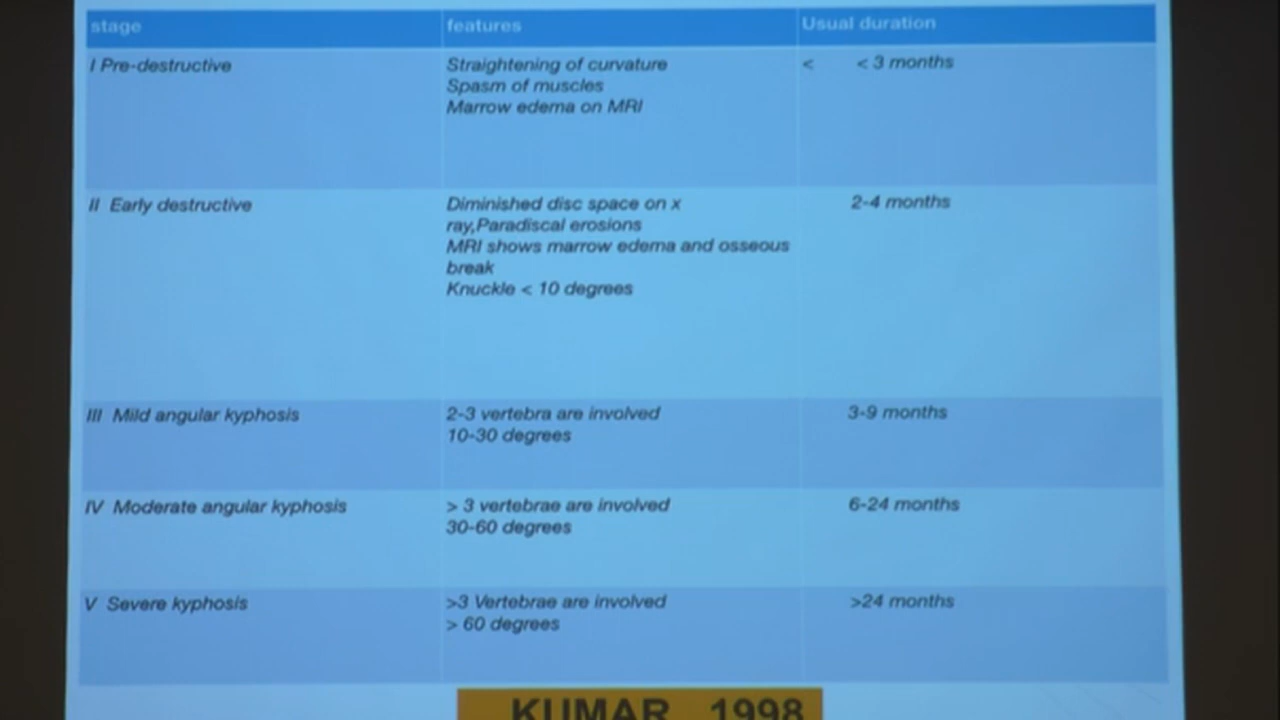 stage features Usual duration
I Pre-destructive Straightening of curvature < < 3 months
Spasm of muscles
Marrow edema on MRI
II Early destructive Diminished disc space on x 2-4 months
ray,Paradiscal erosions
MRI shows marrow edema and osseous
break
Knuckle < 10 degrees
III Mild angular kyphosis 2-3 vertebra are involved 3-9 months
10-30 degrees
IV Moderate angular kyphosis > 3 vertebrae are involved 6-24 months
30-60 degrees
V Severe kyphosis >3 Vertebrae are involved >24 months
> 60 degrees
KUMAR 1998